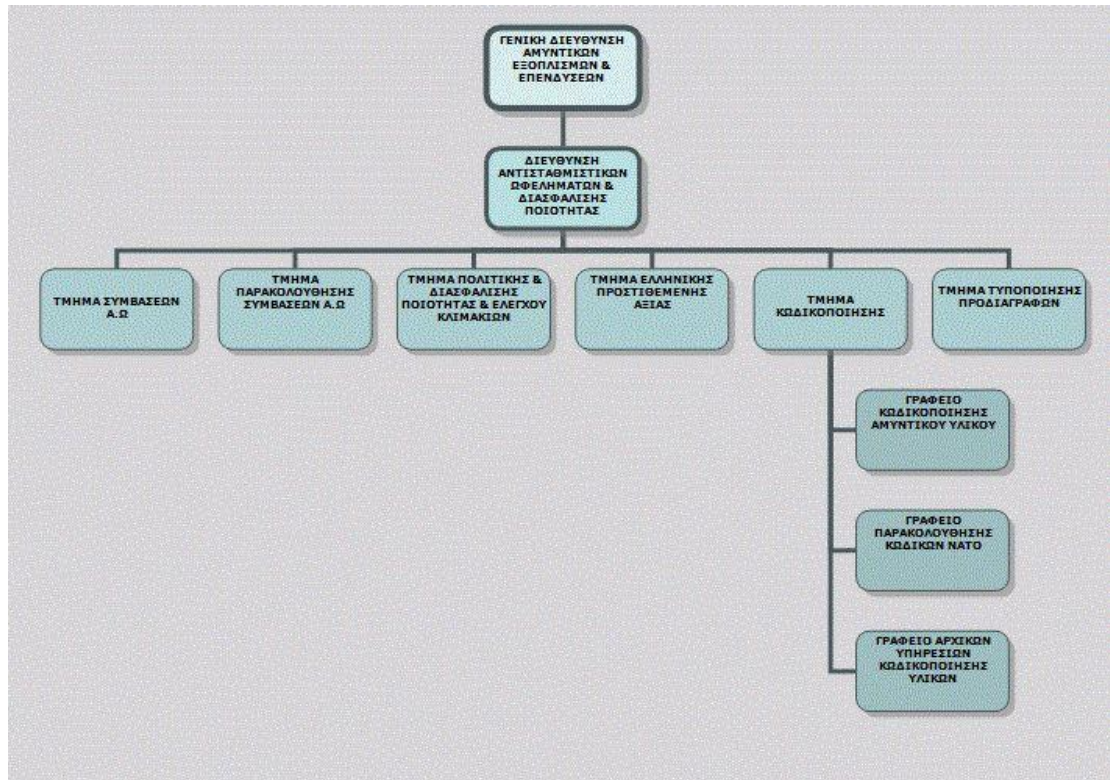 ΓΕΝΙΚΗ ΔΙΕΥΘΥΝΣΗ
ΑΜΥΝΤΙΚΩΝ
ΕΞΟΠΛΙΣΜΩΝ &
ΕΠΕΝΔΥΣΕΩΝ
ΔΙΕΥΘΥΝΣΗ
ΑΝΤΙΣΤΑΘΜΙΣΤΙΚΩΝ
ΩΦΕΛΗΜΑΤΩΝ &
ΔΙΑΣΦΑΛΙΣΗΣ
ΠΟΙΟΤΗΤΑΣ
ΤΜΗΜΑ ΣΥΜΒΑΣΕΩΝ
Α.Ω
ΤΜΗΜΑ
ΠΑΡΑΚΟΛΟΥΘΗΣΗΣ
ΣΥΜΒΑΣΕΩΝ Α.Ω
ΤΜΗΜΑ ΠΟΛΙΤΙΚΗΣ &
ΔΙΑΣΦΑΛΙΣΗΣ
ΠΟΙΟΤΗΤΑΣ & ΕΛΕΓΧΟΥ
ΚΛΙΜΑΚΙΩΝ
ΤΜΗΜΑ ΕΛΛΗΝΙΚΗΣ
ΠΡΟΣΤΙΘΕΜΕΝΗΣ
ΑΞΙΑΣ
ΤΜΗΜΑ
ΚΩΔΙΚΟΠΟΙΗΣΗΣ
ΤΜΗΜΑ ΤΥΠΟΠΟΙΗΣΗΣ
ΠΡΟΔΙΑΓΡΑΦΩΝ
ΓΡΑΦΕΙΟ
ΚΩΔΙΚΟΠΟΙΗΣΗΣ
ΑΜΥΝΤΙΚΟΥ ΥΛΙΚΟΥ
ΓΡΑΦΕΙΟ
ΠΑΡΑΚΟΛΟΥΘΗΣΗΣ
ΚΩΔΙΚΩΝ ΝΑΤΟ
ΓΡΑΦΕΙΟ ΑΡΧΙΚΩΝ
ΥΠΗΡΕΣΙΩΝ
ΚΩΔΙΚΟΠΟΙΗΣΗΣ
ΥΛΙΚΩΝ